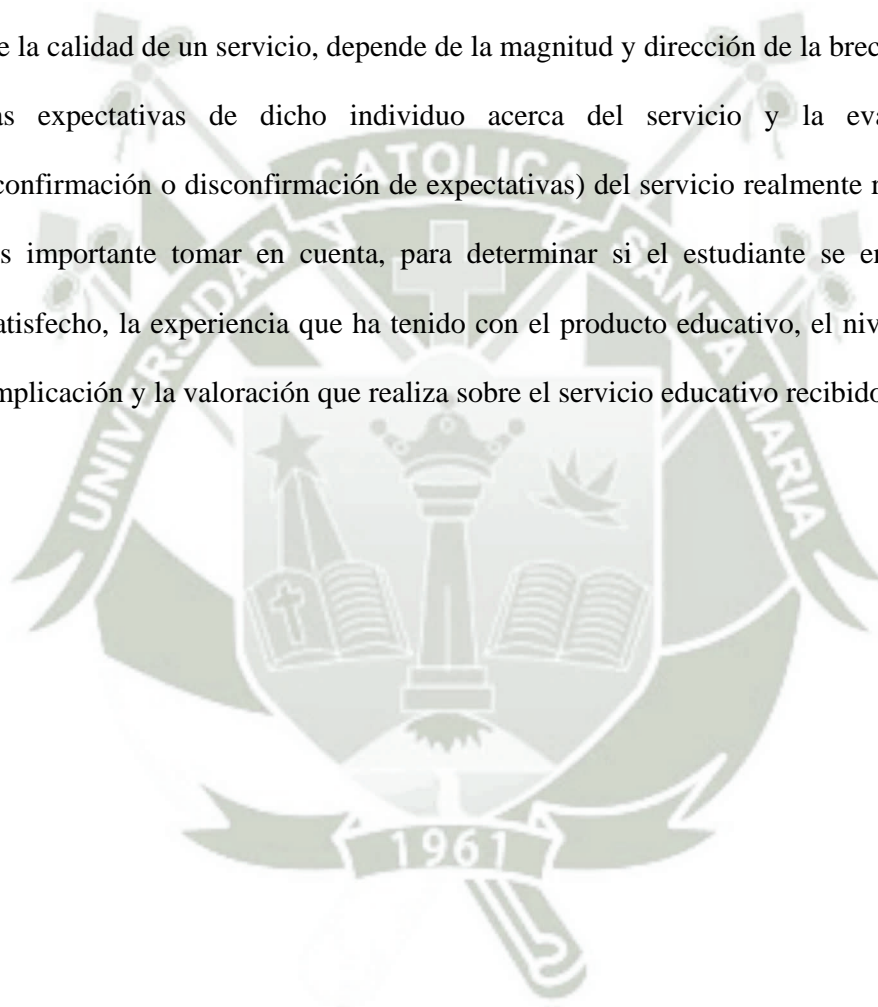 e la calidad de un servicio, depende de la magnitud y dirección de la brec
as expectativas de dicho individuo acerca del servicio y la eva
confirmación o disconfirmación de expectativas) del servicio realmente
s importante tomar en cuenta, para determinar si el estudiante se en
atisfecho, la experiencia que ha tenido con el producto educativo, el niv
mplicación y la valoración que realiza sobre el servicio educativo recibido
UNIVERSIDAD CATOLICA SANTA MARIA
1961